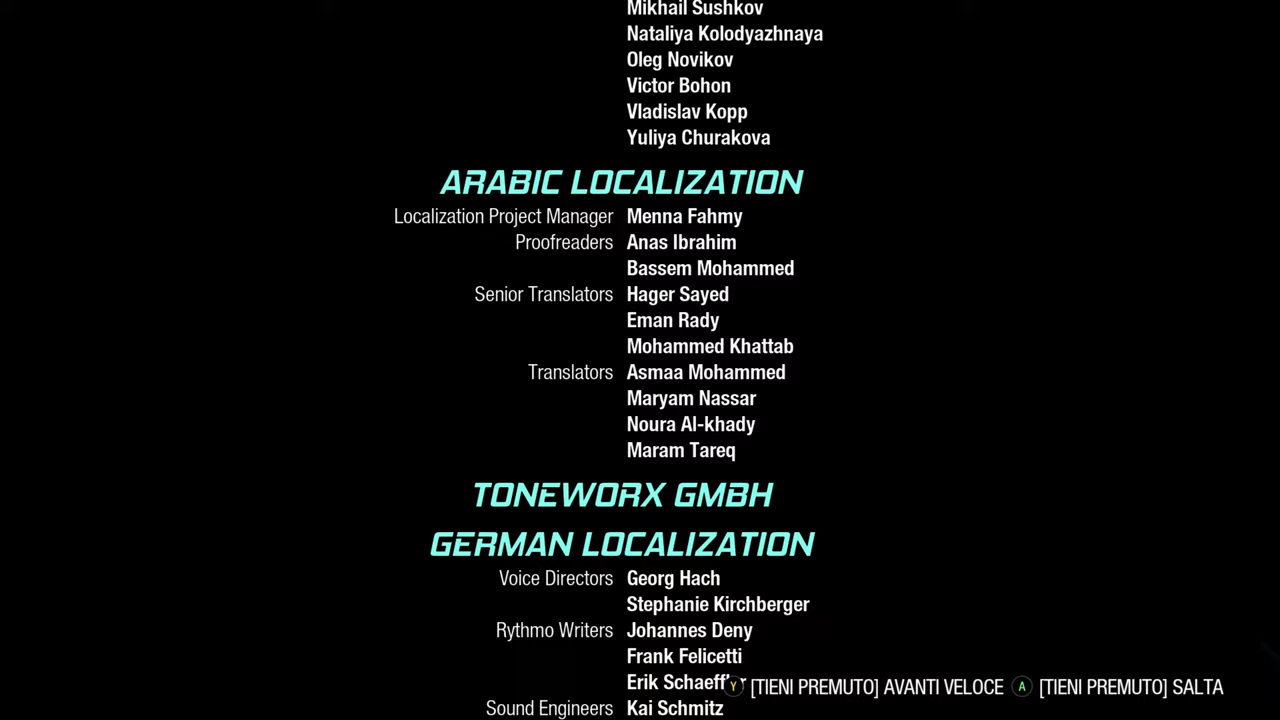 Mikhail Sushkov
Nataliya Kolodyazhnaya
Oleg Novikov
Victor Bohon
Vladislav Kopp
Yuliya Churakova
ARABIC LOCALIZATION
Localization Project Manager Menna Fahmy
Proofreaders Anas Ibrahim
Bassem Mohammed
Senior Translators Hager Sayed
Eman Rady
Mohammed Khattab
Translators Asmaa Mohammed
Maryam Nassar
Noura Al-khady
Maram Tareq
TONEWORX GMBH
GERMAN LOCALIZATION
Voice Directors Georg Hach
Stephanie Kirchberger
Rythmo Writers Johannes Deny
Frank Felicetti
Erik Schaeffler
Y [TIENI PREMUTO] AVANTI VELOCE A [TIENI PREMUTO] SALTA
Sound Engineers Kai Schmitz